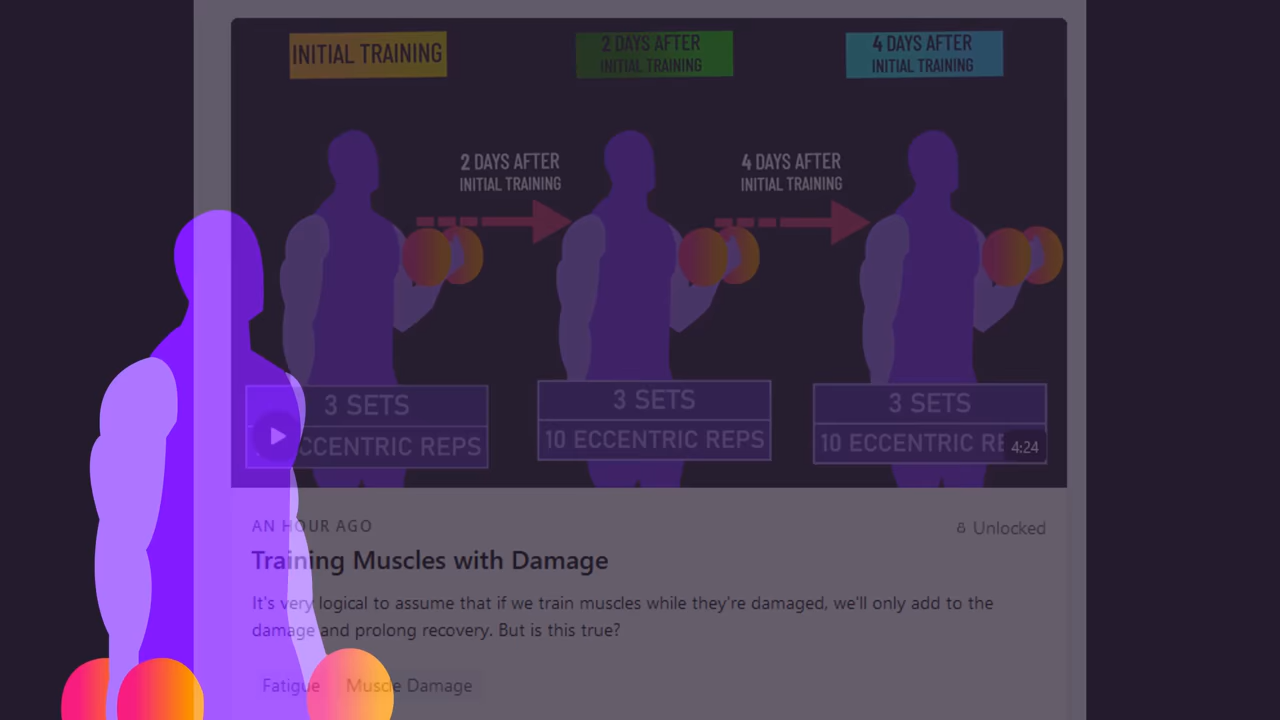 INITIAL TRAINING
2 DAYS AFTER
INITIAL TRAINING
4 DAYS AFTER
INITIAL TRAINING
2 DAYS AFTER
INITIAL TRAINING
4 DAYS AFTER
INITIAL TRAINING
3 SETS
CCENTRIC REPS
3 SETS
10 ECCENTRIC REPS
3 SETS
10 ECCENTRIC RE
4:24
AN HOUR AGO
Unlocked
Training Muscles with Damage
It's very logical to assume that if we train muscles while they're damaged, we'll only add to the
damage and prolong recovery. But is this true?
Fatigue
Muscle Damage